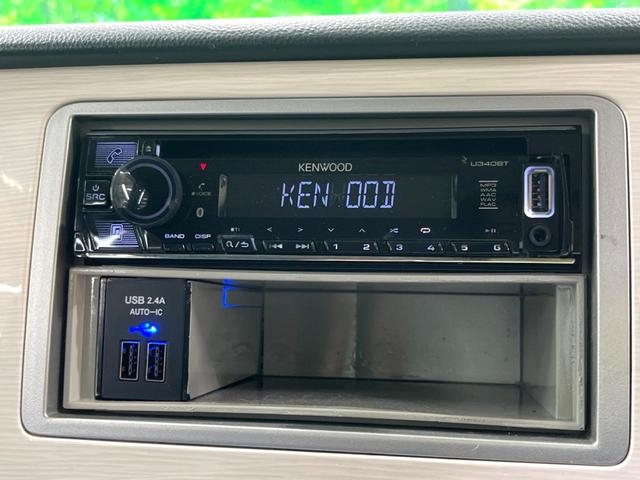 KENWOOD
U340BT
SRC
VOICE
KEN OOD
MP3
WMA
AAC
WAV
FLAC
BAND DISP
1 2 3 4 5 6
USB 2.4A
AUTO-IC